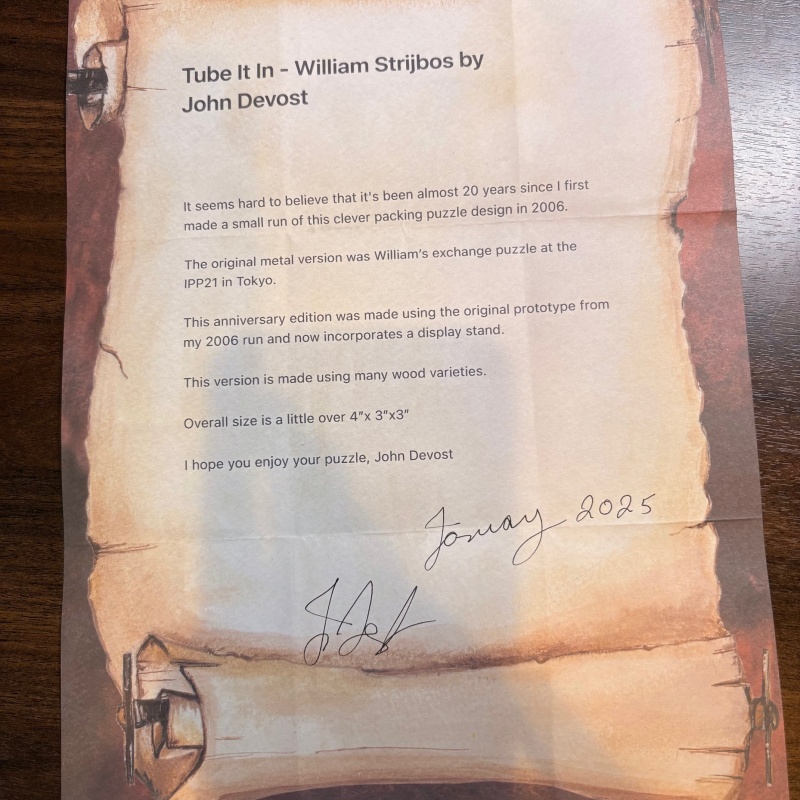 Tube It In - William Strijbos by
John Devost
It seems hard to believe that it's been almost 20 years since I first
made a small run of this clever packing puzzle design in 2006.
The original metal version was William's exchange puzzle at the
IPP21 in Tokyo.
This anniversary edition was made using the original prototype from
my 2006 run and now incorporates a display stand.
This version is made using many wood varieties.
Overall size is a little over 4"x 3"x3"
I hope you enjoy your puzzle, John Devost
January 2025